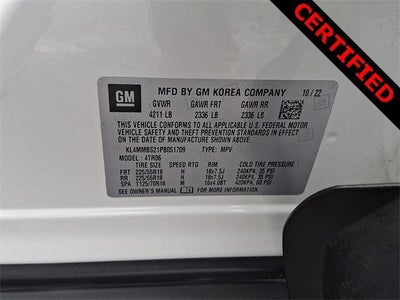 CERTIFIED
GM
MFD BY GM KOREA COMPANY
10 / 22
GVWR GAWR FRT GAWR RR
4211 LB 2336 LB 2336 LB
THIS VEHICLE CONFORMS TO ALL APPLICABLE U.S. FEDERAL MOTOR
VEHICLE SAFETY AND THEFT PREVENTION STANDARDS IN EFFECT ON
THE DATE OF MANUFACTURE SHOWN ABOVE.
KL4MMBS21PB051709 TYPE: MPV
MODEL: 4TR06
TIRE SIZE SPEED RTG RIM COLD TIRE PRESSURE
FRT 225/55R18 H 18x7.5J 240KPA, 35 PSI
RR 225/55R18 H 18x7.5J 240KPA, 35 PSI
SPA T125/70R16 M 16x4.0BT 420KPA, 60 PSI
SEE OWNER'S MANUAL FOR MORE INFORMATION.